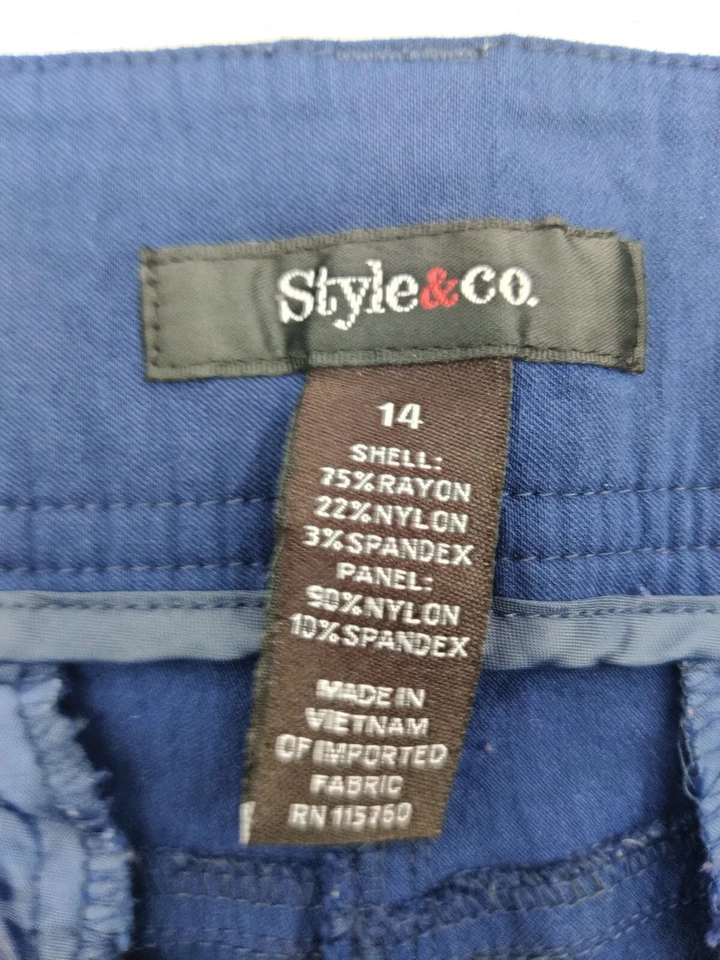 Style&co.
14
SHELL:
75%RAYON
22%NYLON
3%SPANDEX
PANEL:
90%NYLON
10%SPANDEX
MADE IN
VIETNAM
OF IMPORTED
FABRIC
RN 115760